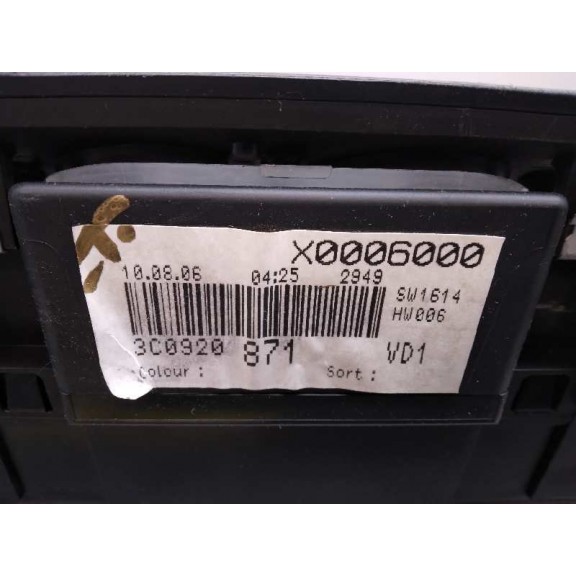 X0006000
10.08.06 04:25 2949
SW1614
HW006
3C0920 871 VD1
Colour : Sort :